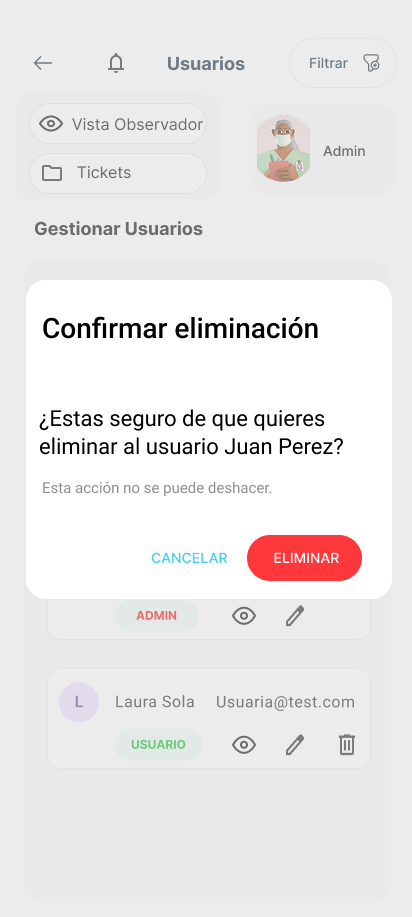 Usuarios
Filtrar
Vista Observador
Tickets
Admin
Gestionar Usuarios
Confirmar eliminación
¿Estas seguro de que quieres
eliminar al usuario Juan Perez?
Esta acción no se puede deshacer.
CANCELAR
ELIMINAR
ADMIN
L
Laura Sola
Usuaria@test.com
USUARIO